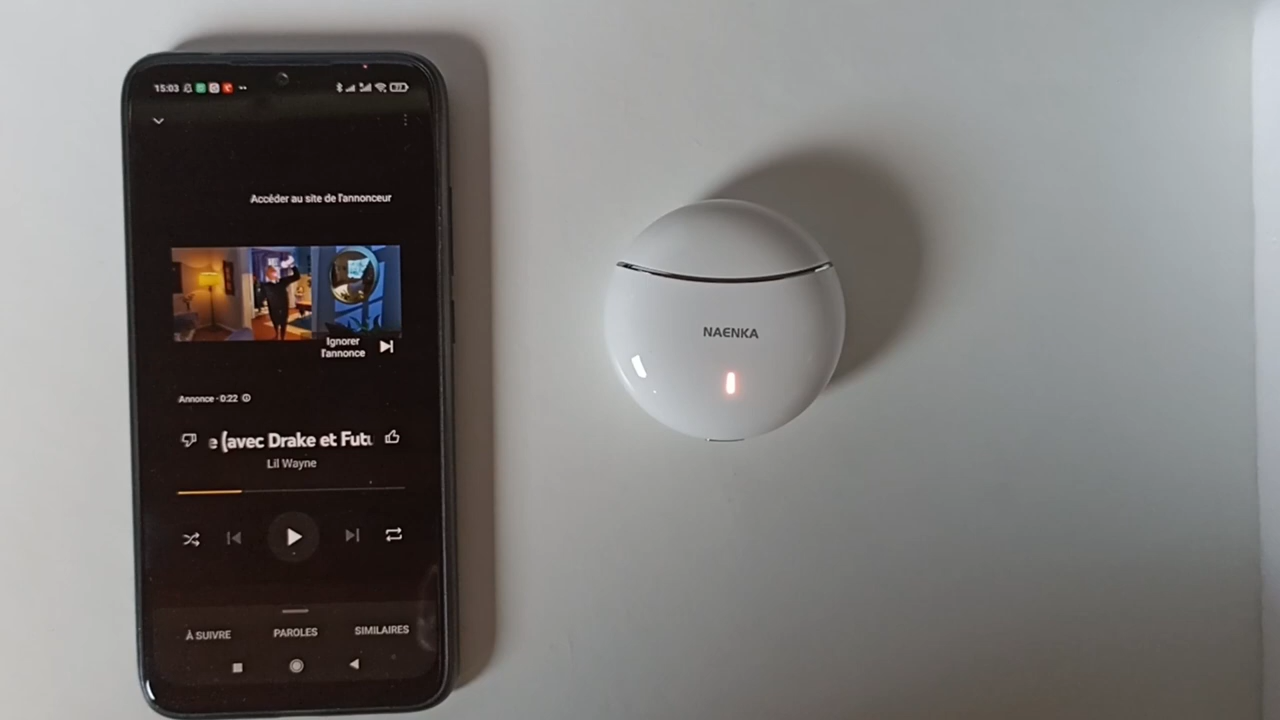 15:03
Accéder au site de l'annonceur
Ignorer
l'annonce
Annonce · 0:22
e (avec Drake et Futu
Lil Wayne
À SUIVRE
PAROLES
SIMILAIRES
NAENKA